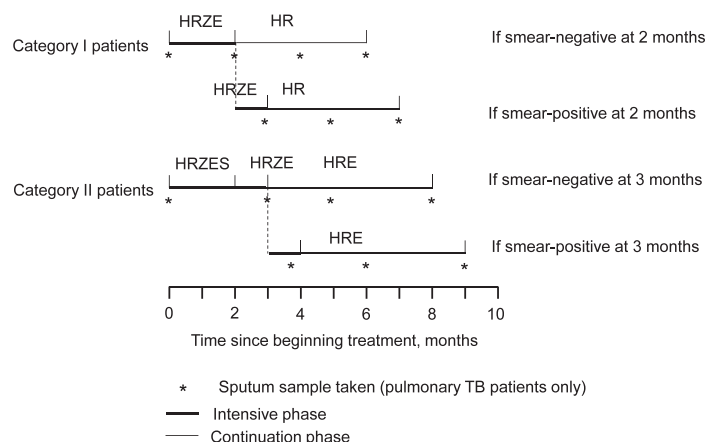 HRZE HR
Category I patients If smear-negative at 2 months
* * * *
HRZE HR
If smear-positive at 2 months
* * *
HRZES HRZE HRE
Category II patients If smear-negative at 3 months
* * * *
HRE
If smear-positive at 3 months
* * *
0 2 4 6 8 10
Time since beginning treatment, months
* Sputum sample taken (pulmonary TB patients only)
Intensive phase
Continuation phase